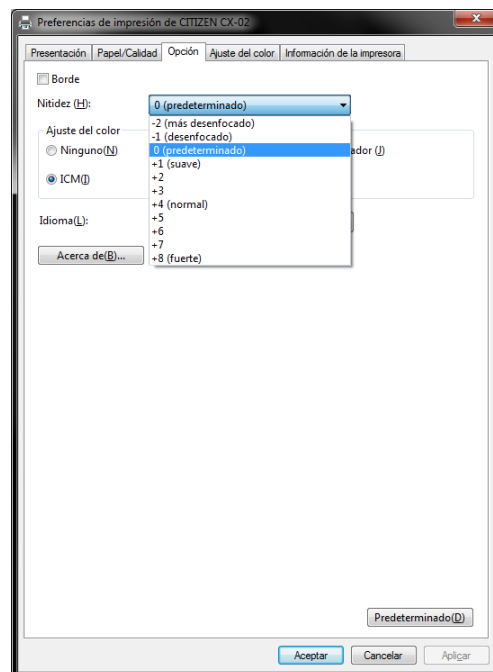 Preferencias de impresión de CITIZEN CX-02
Presentación Papel/Calidad Opción Ajuste del color Información de la impresora
Borde
Nitidez (H): 0 (predeterminado)
-2 (más desenfocado)
-1 (desenfocado)
0 (predeterminado)
+1 (suave)
+2
+3
+4 (normal)
+5
+6
+7
+8 (fuerte)
Ajuste del color
Ninguno(N) ador (J)
ICM(I)
Idioma(L):
Acerca de(B)...
Predeterminado(D)
Aceptar Cancelar Aplicar